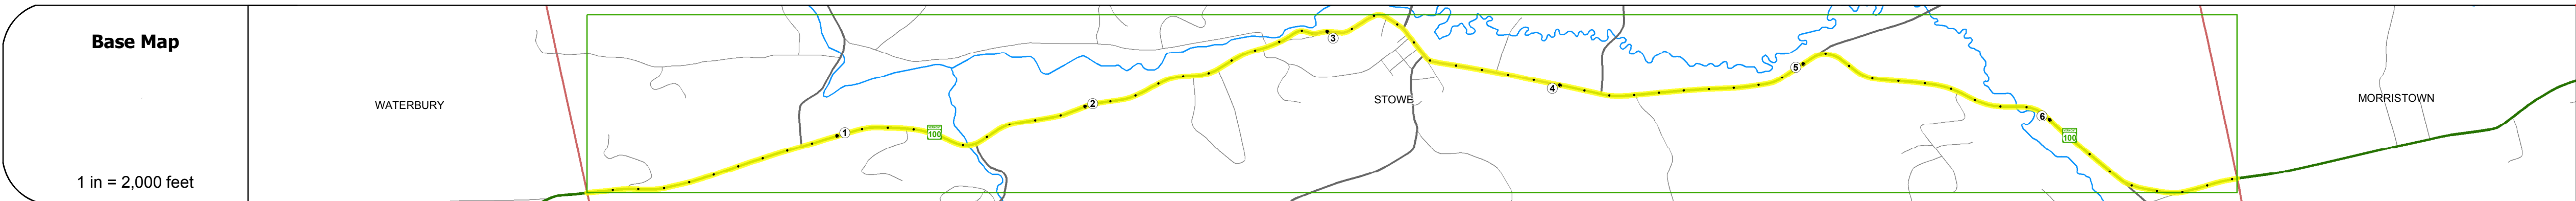 Base Map
1 in = 2,000 feet
WATERBURY
1
100
2
3
STOWE
4
5
6
100
MORRISTOWN